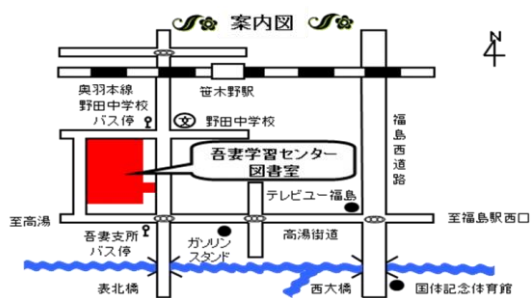 案内図
N
奥羽本線
笹木野駅
野田中学校
バス停
文
野田中学校
福島西道路
吾妻学習センター
図書室
テレビユー福島
至高湯
至福島駅西口
吾妻支所
バス停
ガソリン
スタンド
高湯街道
表北橋
西大橋
国体記念体育館